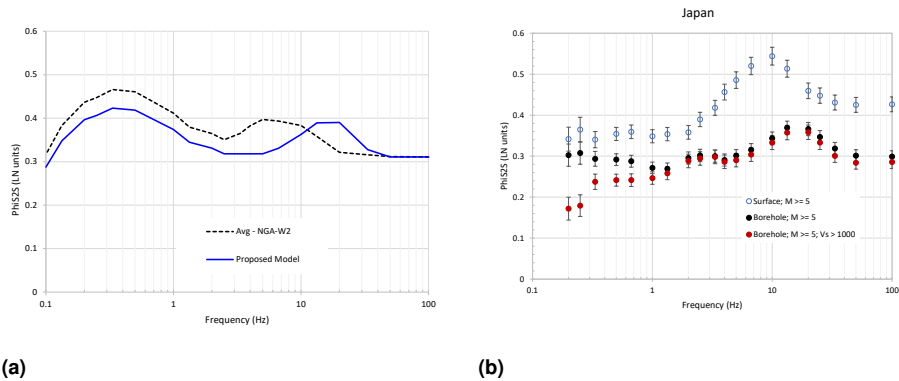 0.6
0.5
0.4
0.3
0.2
0.1
0
PhiS2S (LN units)
Avg - NGA-W2
Proposed Model
0.1
1
10
100
Frequency (Hz)
(a)
Japan
0.6
0.5
0.4
0.3
0.2
0.1
0
PhiS2S (LN units)
Surface; M >= 5
Borehole; M >= 5
Borehole; M >= 5; Vs > 1000
0.1
1
10
100
Frequency (Hz)
(b)